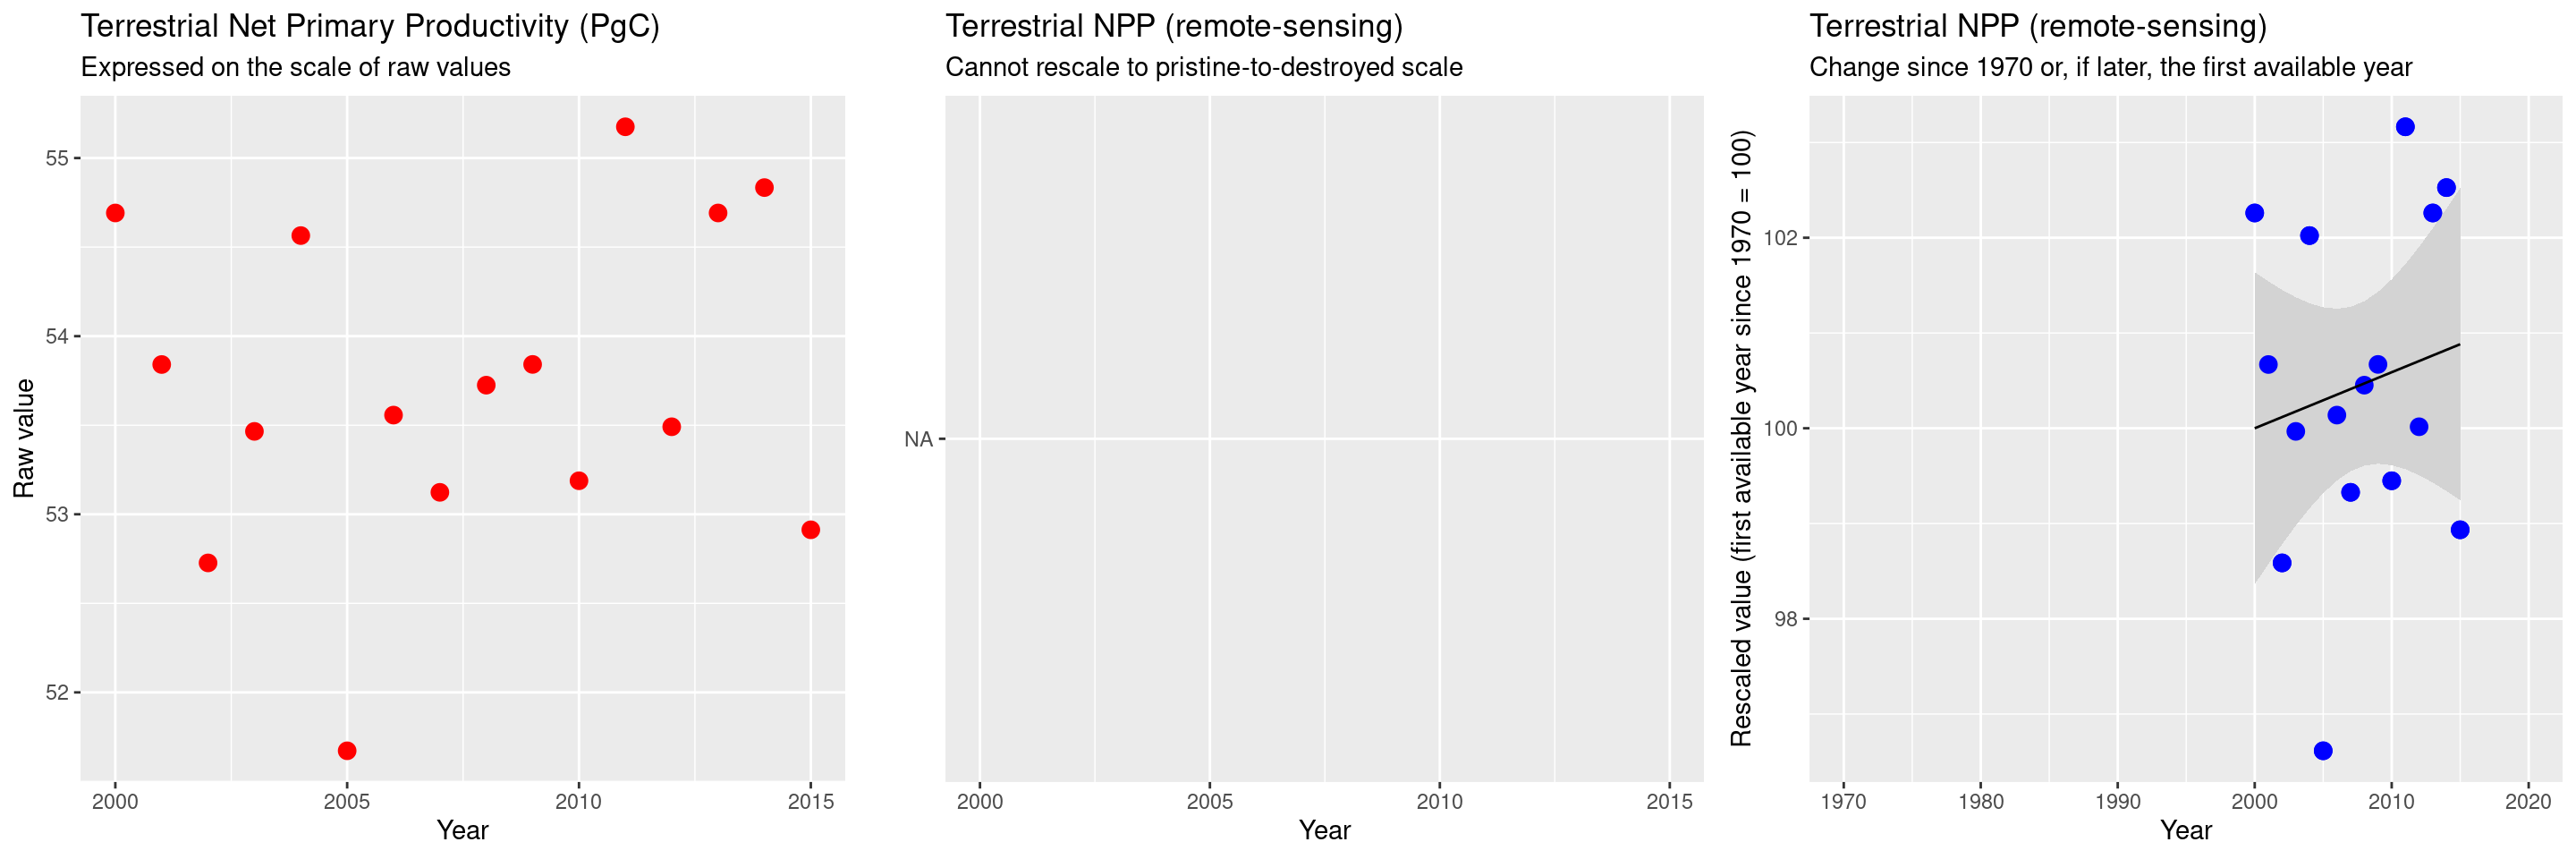 Terrestrial Net Primary Productivity (PgC)
Expressed on the scale of raw values
Raw value
55
54
53
52
2000 2005 2010 2015
Year
Terrestrial NPP (remote-sensing)
Cannot rescale to pristine-to-destroyed scale
NA
2000 2005 2010 2015
Year
Terrestrial NPP (remote-sensing)
Change since 1970 or, if later, the first available year
Rescaled value (first available year since 1970 = 100)
102
100
98
1970 1980 1990 2000 2010 2020
Year